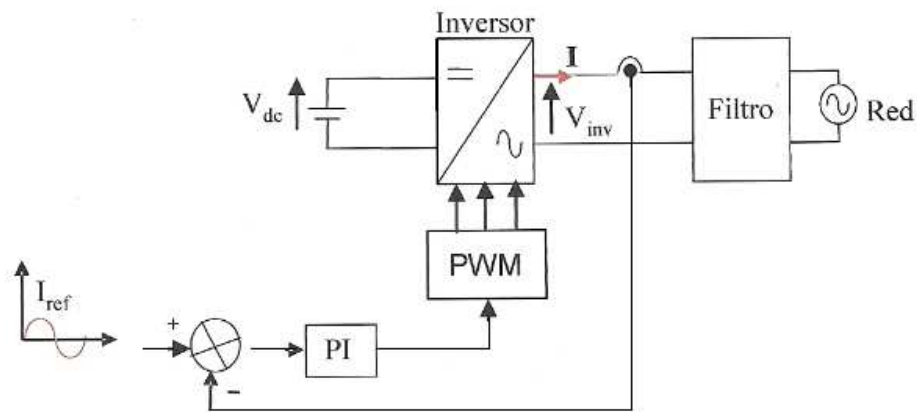 Inversor
I
V_dc
V_inv
Filtro
Red
PWM
I_ref
+
PI
−